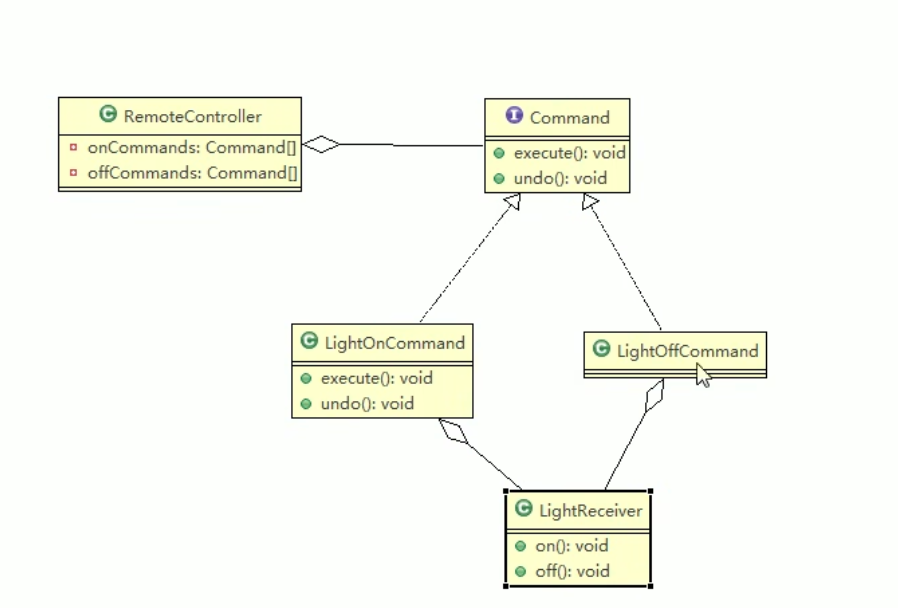 C RemoteController
onCommands: Command[]
offCommands: Command[]
I Command
execute(): void
undo(): void
C LightOnCommand
execute(): void
undo(): void
C LightOffCommand
C LightReceiver
on(): void
off(): void